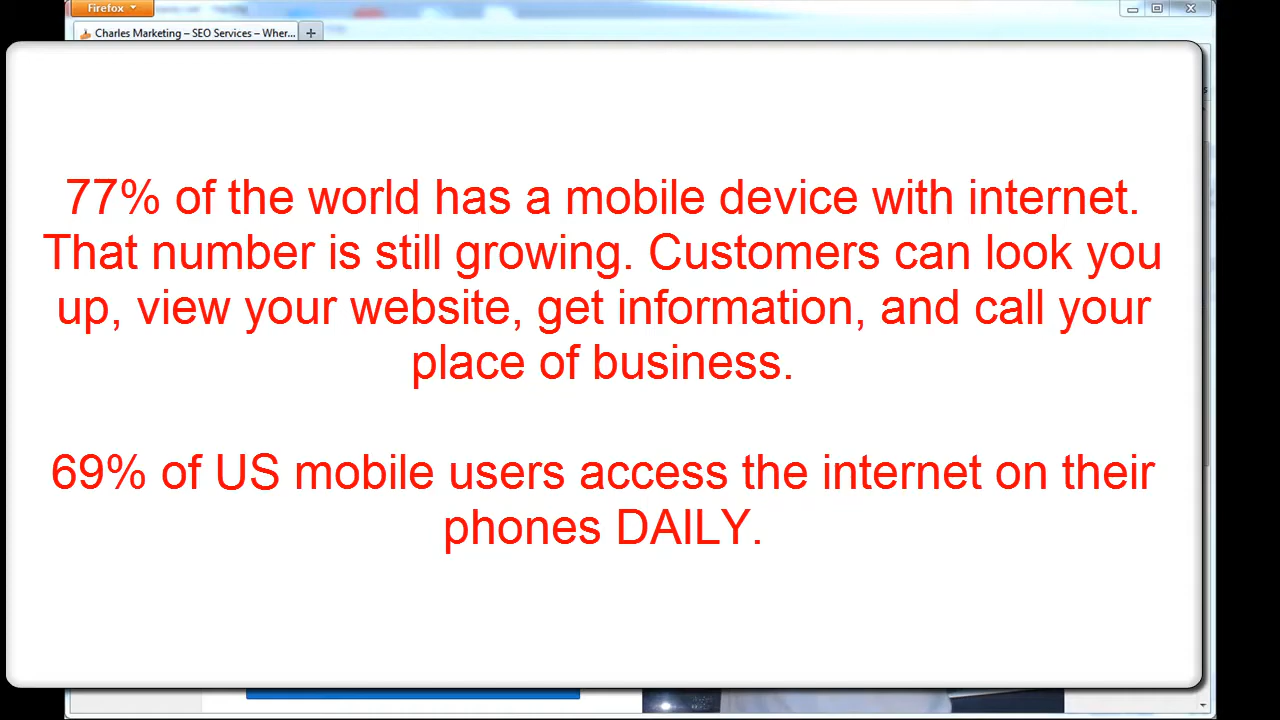 Firefox
Charles Marketing – SEO Services – Wher...
77% of the world has a mobile device with internet.
That number is still growing. Customers can look you
up, view your website, get information, and call your
place of business.
69% of US mobile users access the internet on their
phones DAILY.